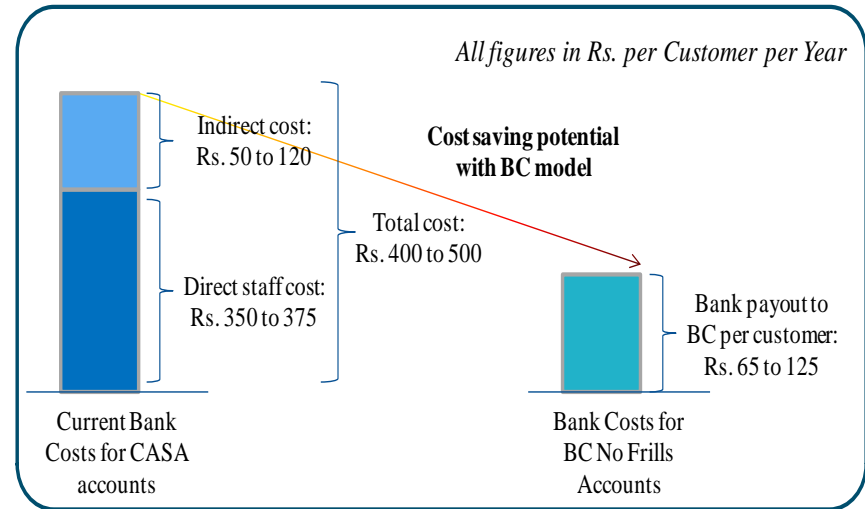 All figures in Rs. per Customer per Year
Indirect cost:
Rs. 50 to 120
Cost saving potential
with BC model
Total cost:
Rs. 400 to 500
Direct staff cost:
Rs. 350 to 375
Bank payout to
BC per customer:
Rs. 65 to 125
Current Bank
Costs for CASA
accounts
Bank Costs for
BC No Frills
Accounts